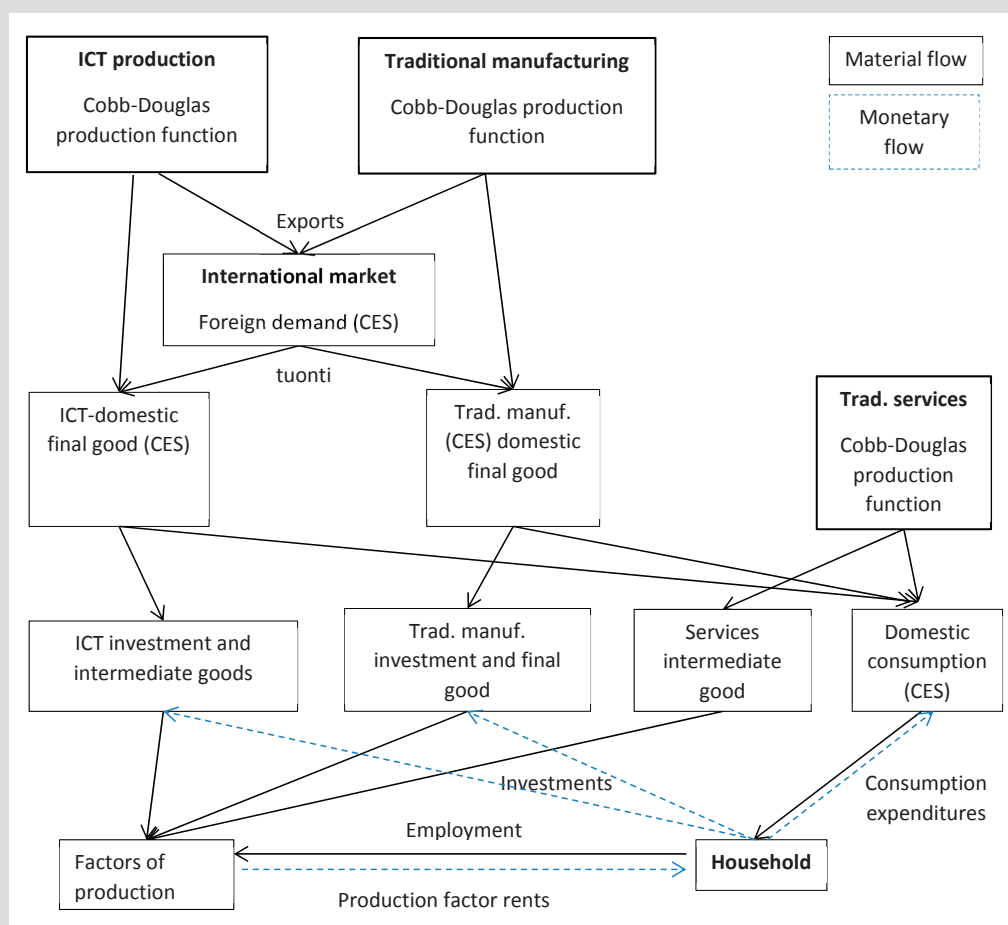 ICT production
Cobb-Douglas
production function
Traditional manufacturing
Cobb-Douglas production
function
Material flow
Monetary
flow
Exports
International market
Foreign demand (CES)
tuonti
ICT-domestic
final good (CES)
Trad. manuf.
(CES) domestic
final good
Trad. services
Cobb-Douglas
production
function
ICT investment and
intermediate goods
Trad. manuf.
investment and final
good
Services
intermediate
good
Domestic
consumption
(CES)
Investments
Consumption
expenditures
Employment
Factors of
production
Household
Production factor rents